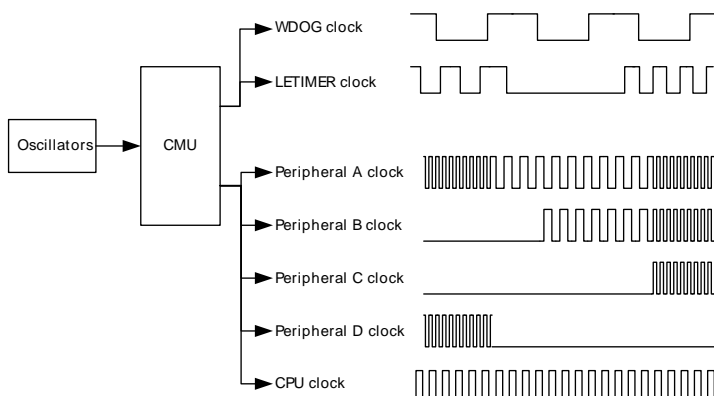 WDOG clock
LETIMER clock
Oscillators
CMU
Peripheral A clock
Peripheral B clock
Peripheral C clock
Peripheral D clock
CPU clock